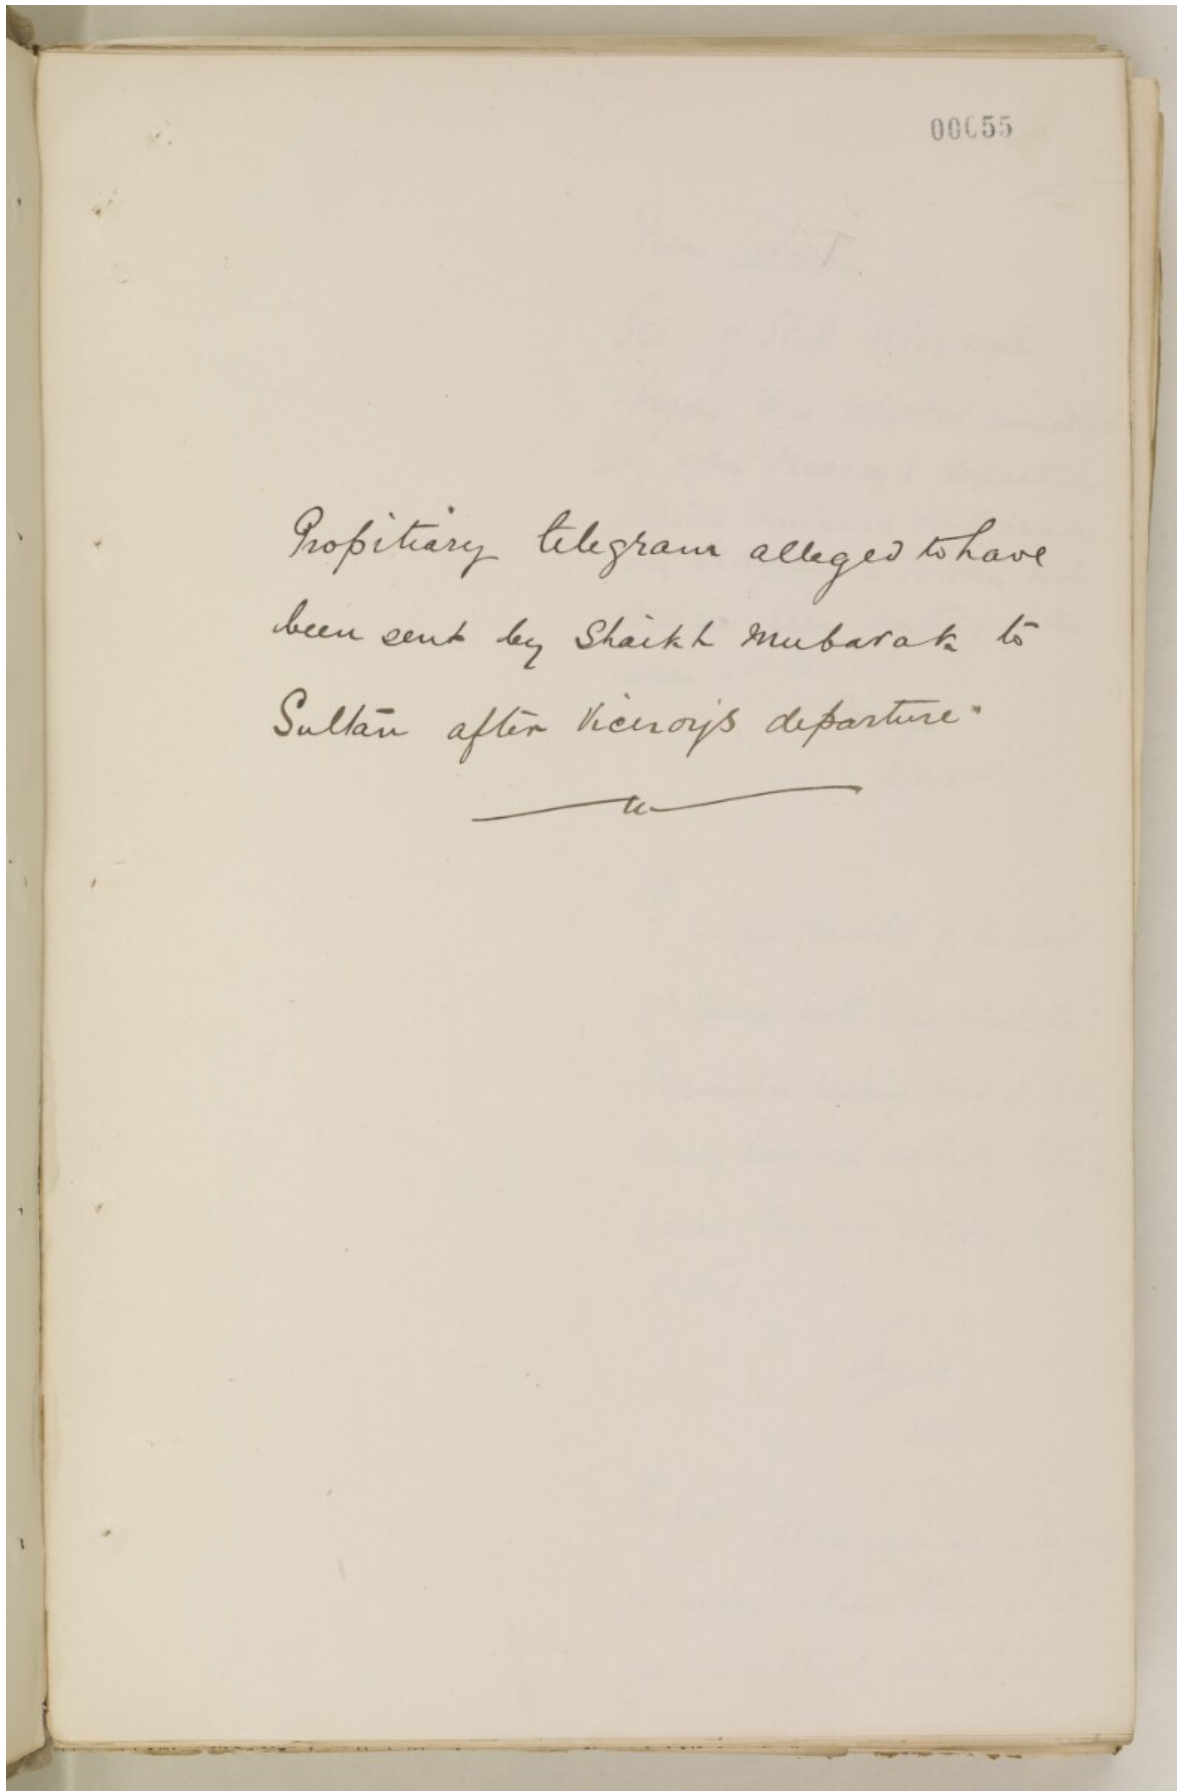 00055
Propitiary telegram alleged to have
been sent by Shaikh Mubarak to
Sultan after Viceroy's departure.